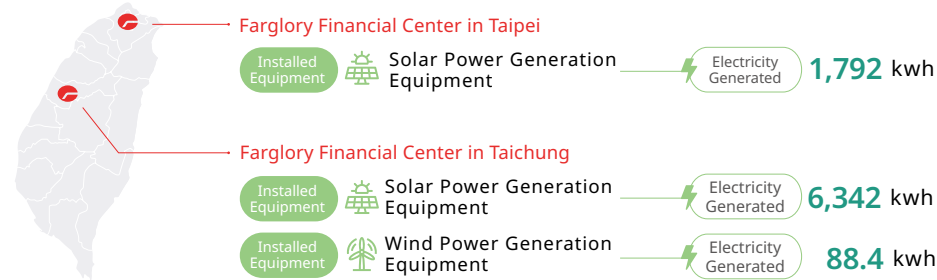 Farglory Financial Center in Taipei
Installed
Equipment
Solar Power Generation
Equipment
Electricity
Generated
1,792 kwh
Farglory Financial Center in Taichung
Installed
Equipment
Solar Power Generation
Equipment
Electricity
Generated
6,342 kwh
Installed
Equipment
Wind Power Generation
Equipment
Electricity
Generated
88.4 kwh